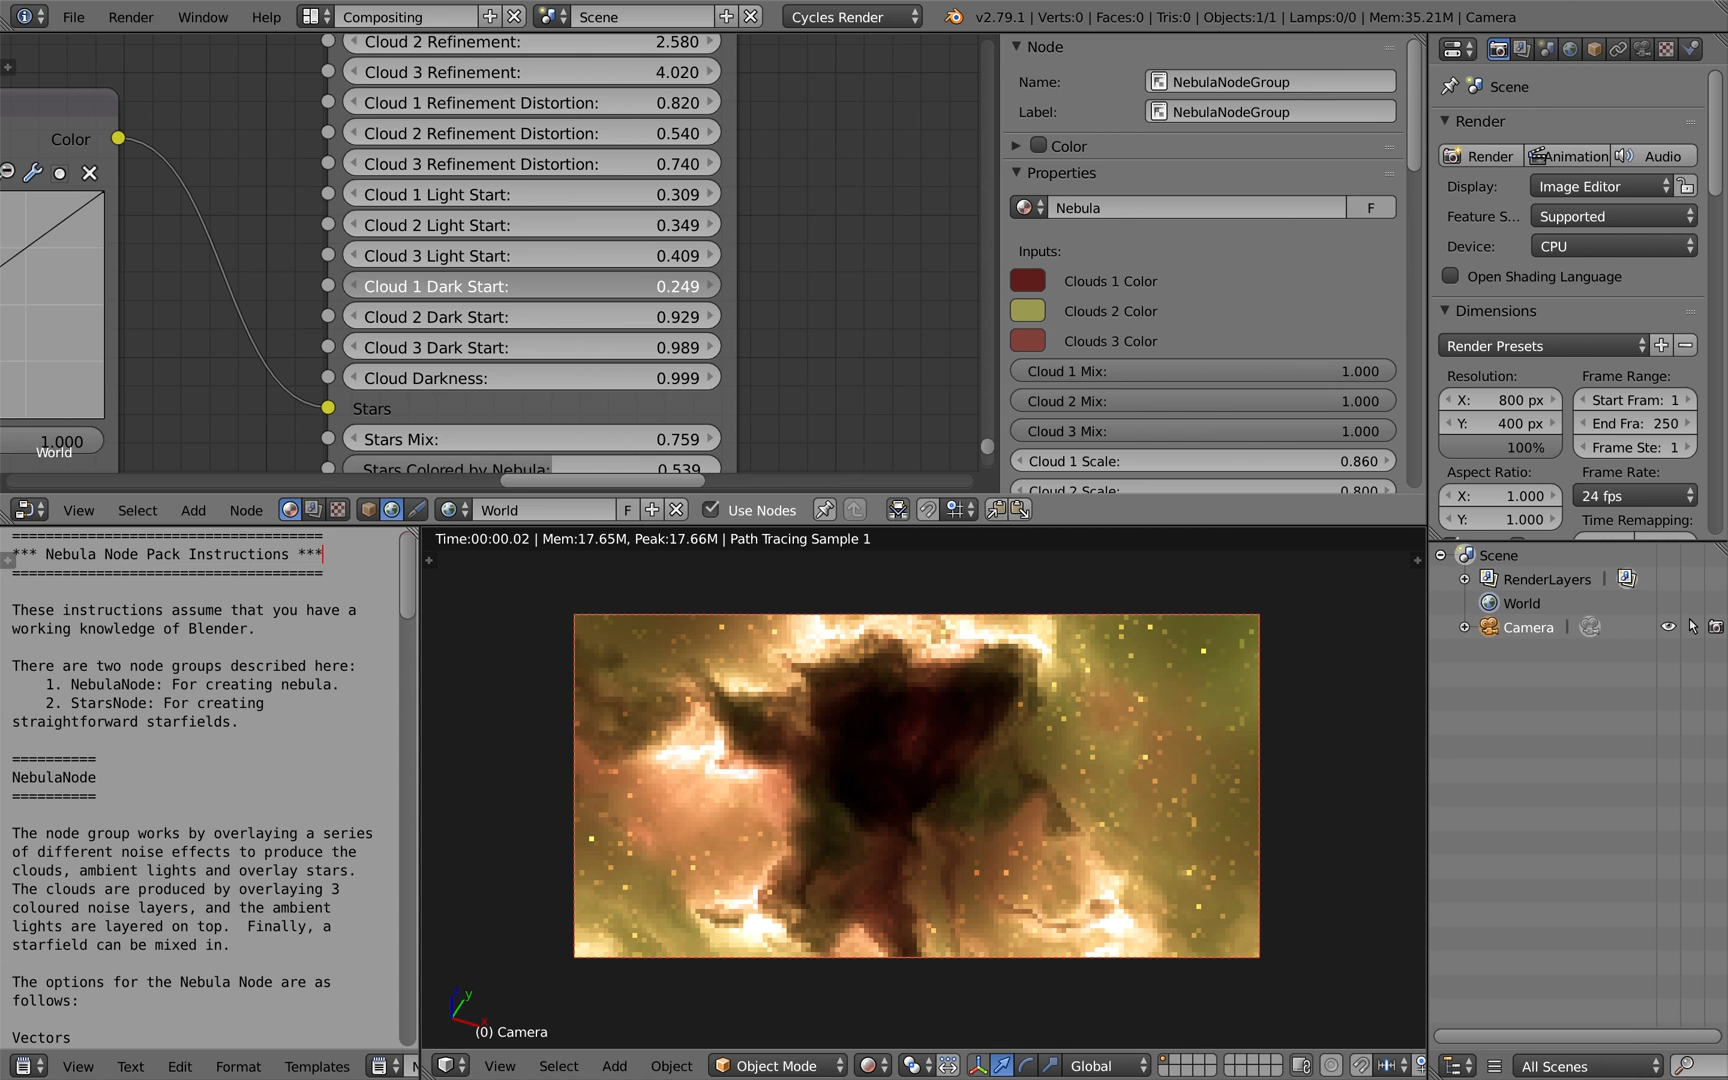 File Render Window Help Compositing Scene Cycles Render v2.79.1 | Verts:0 | Faces:0 | Tris:0 | Objects:1/1 | Lamps:0/0 | Mem:35.21M | Camera
Color
1.000
World
Cloud 2 Refinement: 2.580
Cloud 3 Refinement: 4.020
Cloud 1 Refinement Distortion: 0.820
Cloud 2 Refinement Distortion: 0.540
Cloud 3 Refinement Distortion: 0.740
Cloud 1 Light Start: 0.309
Cloud 2 Light Start: 0.349
Cloud 3 Light Start: 0.409
Cloud 1 Dark Start: 0.249
Cloud 2 Dark Start: 0.929
Cloud 3 Dark Start: 0.989
Cloud Darkness: 0.999
Stars
Stars Mix: 0.759
Stars Colored by Nebula: 0.539
Node
Name: NebulaNodeGroup
Label: NebulaNodeGroup
Color
Properties
Nebula F
Inputs:
Clouds 1 Color
Clouds 2 Color
Clouds 3 Color
Cloud 1 Mix: 1.000
Cloud 2 Mix: 1.000
Cloud 3 Mix: 1.000
Cloud 1 Scale: 0.860
Cloud 2 Scale: 0.800
Scene
Render
Render Animation Audio
Display: Image Editor
Feature S... Supported
Device: CPU
Open Shading Language
Dimensions
Render Presets
Resolution: Frame Range:
X: 800 px Start Fram: 1
Y: 400 px End Fra: 250
100% Frame Ste: 1
Aspect Ratio: Frame Rate:
X: 1.000 24 fps
Y: 1.000 Time Remapping:
View Select Add Node World F Use Nodes
=====================================
*** Nebula Node Pack Instructions ***
=====================================
These instructions assume that you have a
working knowledge of Blender.
There are two node groups described here:
1. NebulaNode: For creating nebula.
2. StarsNode: For creating
straightforward starfields.
==========
NebulaNode
==========
The node group works by overlaying a series
of different noise effects to produce the
clouds, ambient lights and overlay stars.
The clouds are produced by overlaying 3
coloured noise layers, and the ambient
lights are layered on top. Finally, a
starfield can be mixed in.
The options for the Nebula Node are as
follows:
Vectors
View Text Edit Format Templates
Time:00:00.02 | Mem:17.65M, Peak:17.66M | Path Tracing Sample 1
y
x
(0) Camera
View Select Add Object Object Mode Global
Scene
RenderLayers |
World
Camera |
All Scenes